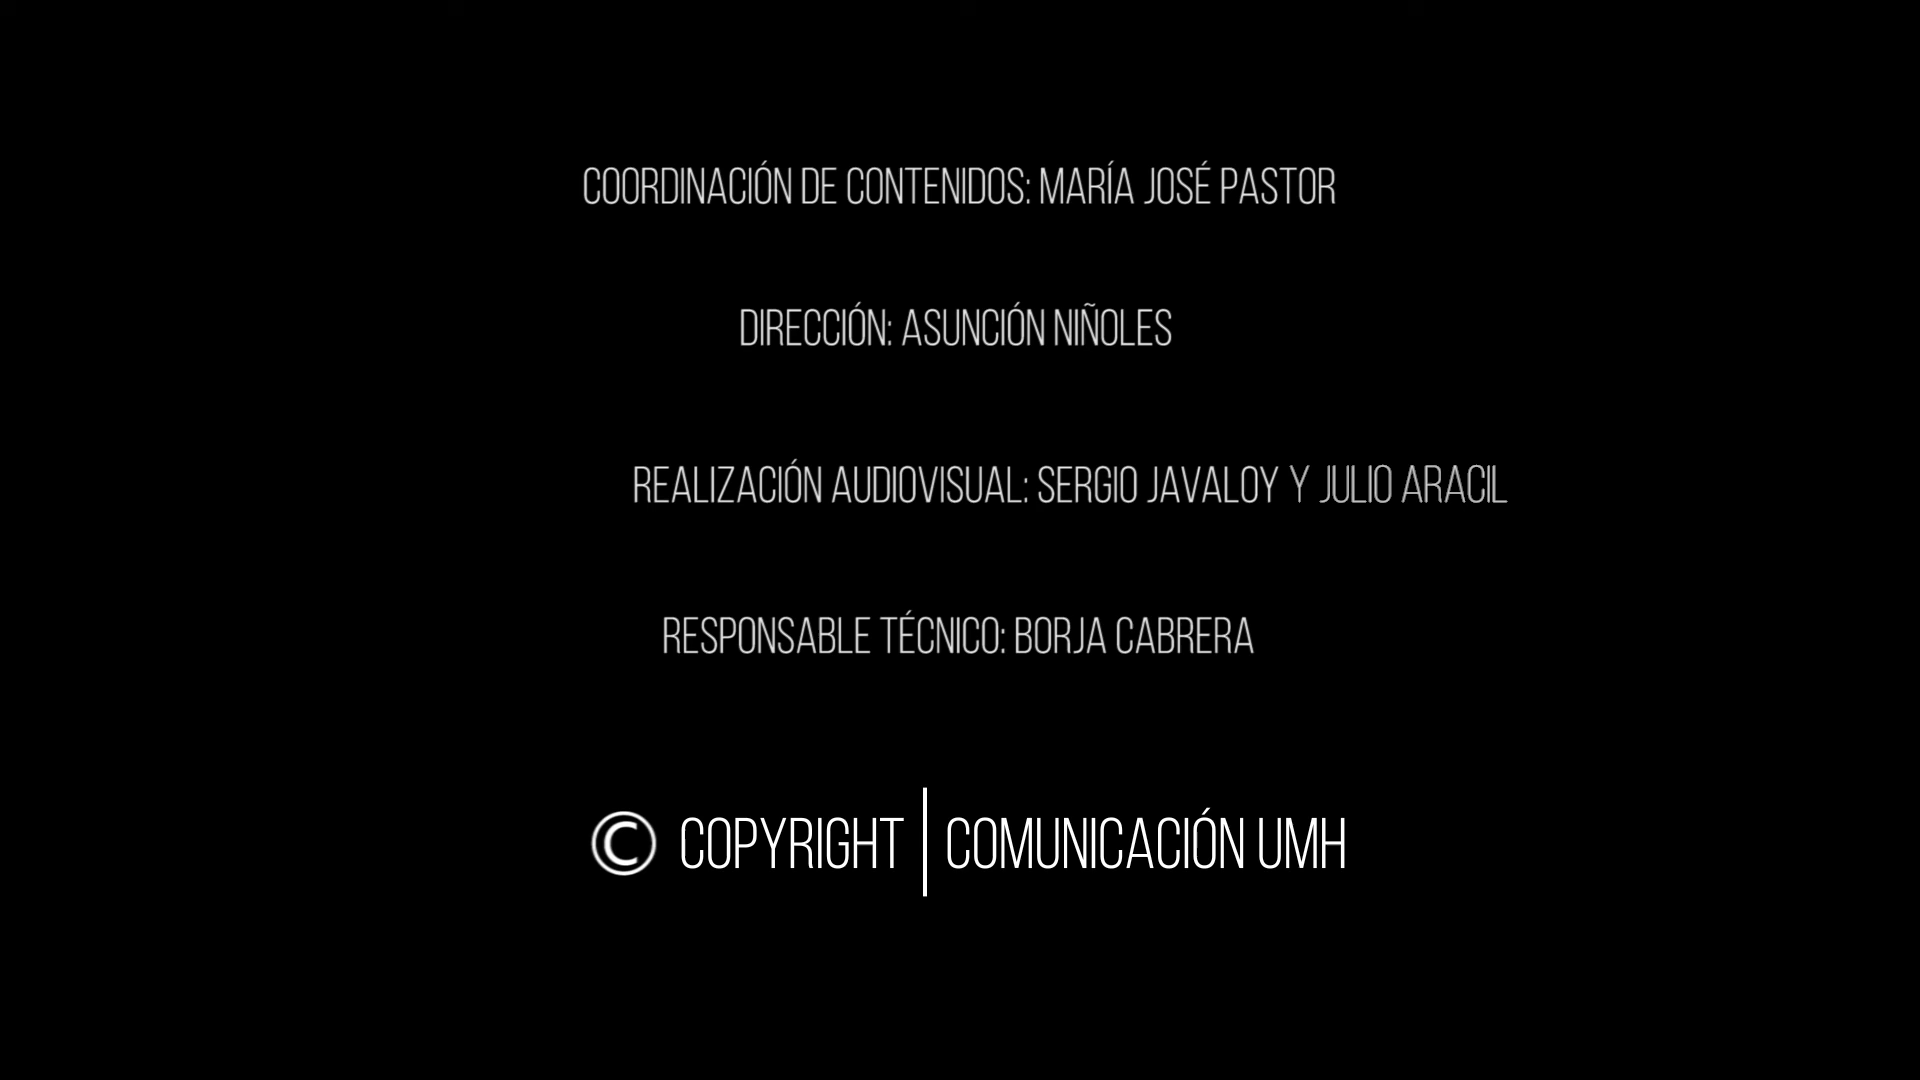 COORDINACIÓN DE CONTENIDOS: MARÍA JOSÉ PASTOR
DIRECCIÓN: ASUNCIÓN NIÑOLES
REALIZACIÓN AUDIOVISUAL: SERGIO JAVALOY Y JULIO ARACIL
RESPONSABLE TÉCNICO: BORJA CABRERA
© COPYRIGHT | COMUNICACIÓN UMH